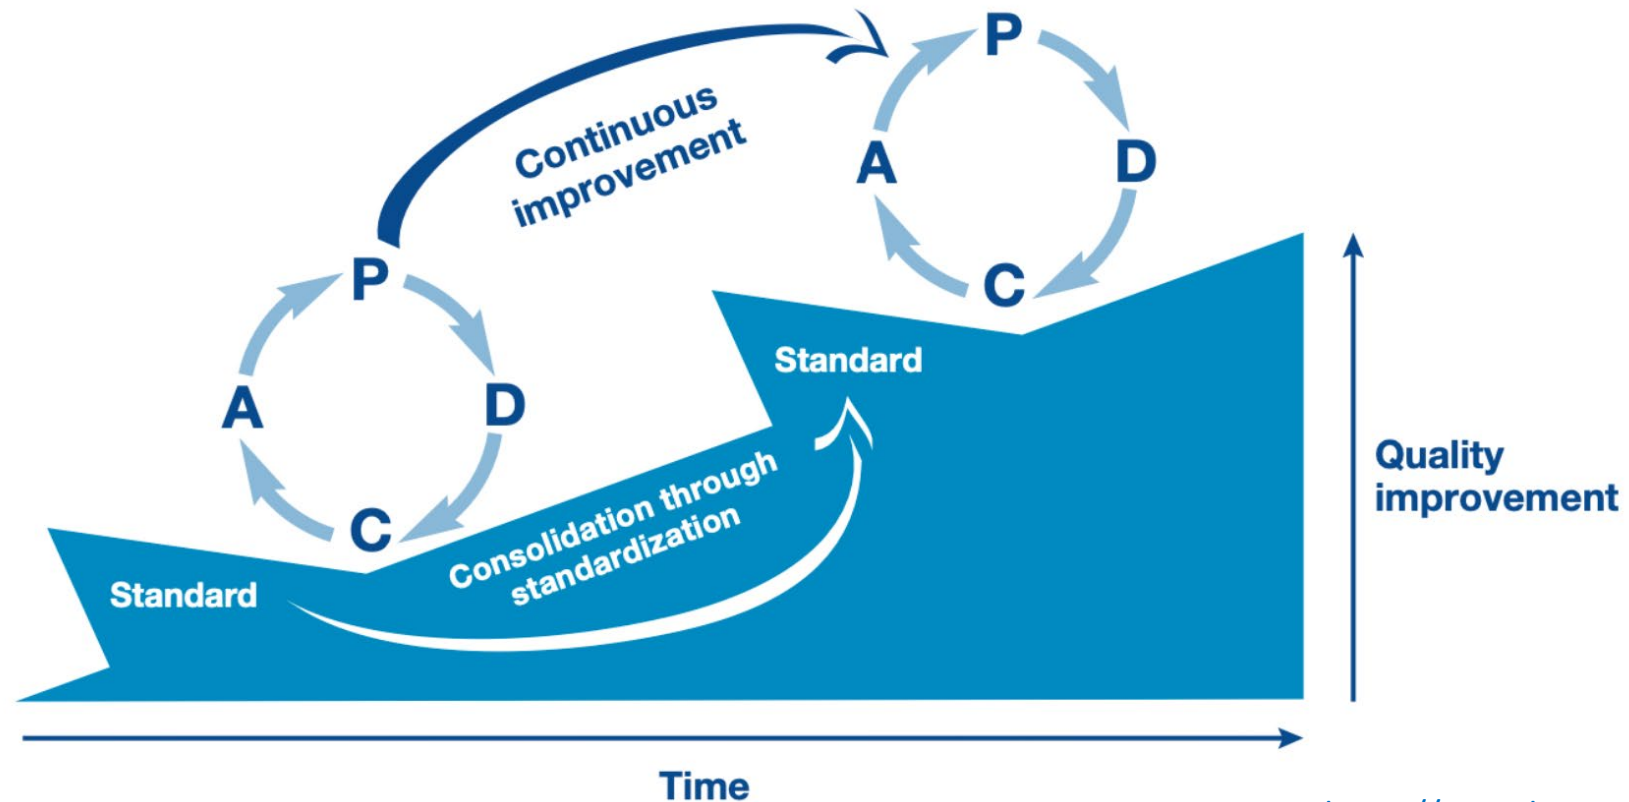 P
D
C
A
Continuous
improvement
P
D
C
A
Standard
Consolidation through
standardization
Standard
Quality
improvement
Time